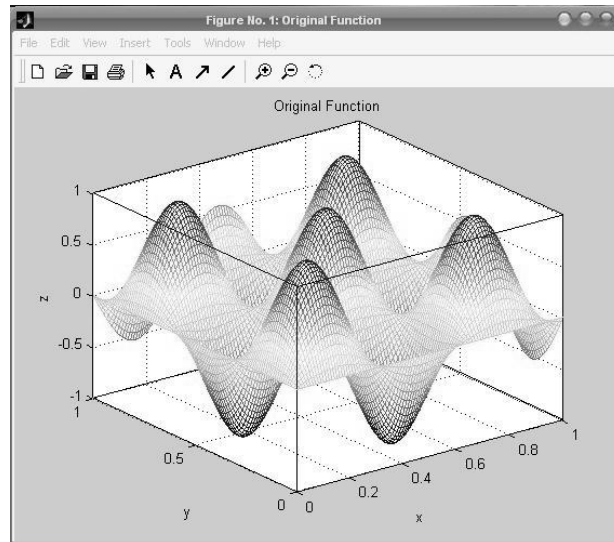 Figure No. 1: Original Function
File Edit View Insert Tools Window Help
A
Original Function
1
0.5
0
-0.5
-1
z
1
0.5
0
y
0
0.2
0.4
0.6
0.8
1
x